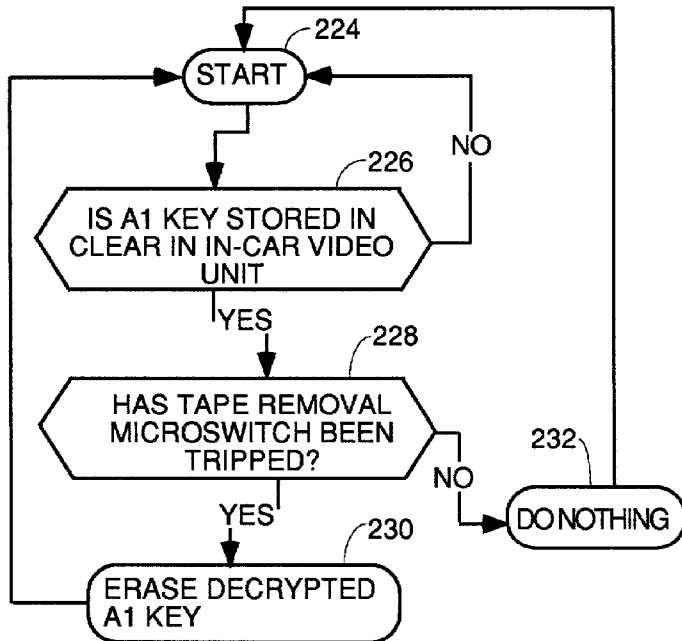 224
START
NO
226
IS A1 KEY STORED IN
CLEAR IN IN-CAR VIDEO
UNIT
YES
228
HAS TAPE REMOVAL
MICROSWITCH BEEN
TRIPPED?
232
NO
DO NOTHING
YES
230
ERASE DECRYPTED
A1 KEY